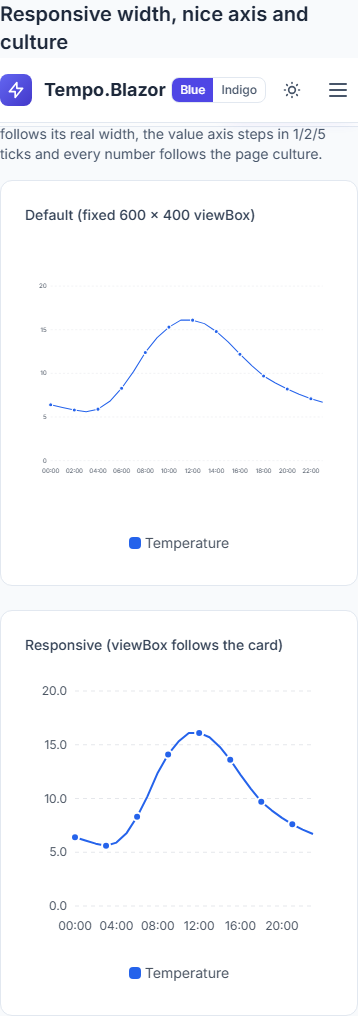 Responsive width, nice axis and
culture
Tempo.Blazor Blue Indigo
follows its real width, the value axis steps in 1/2/5
ticks and every number follows the page culture.
Default (fixed 600 × 400 viewBox)
20
15
10
5
0
00:00 02:00 04:00 06:00 08:00 10:00 12:00 14:00 16:00 18:00 20:00 22:00
Temperature
Responsive (viewBox follows the card)
20.0
15.0
10.0
5.0
0.0
00:00 04:00 08:00 12:00 16:00 20:00
Temperature